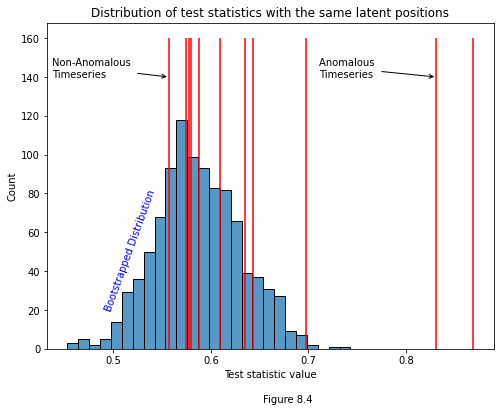 Distribution of test statistics with the same latent positions
160
140
120
100
80
60
40
20
0
Count
Non-Anomalous
Timeseries
Anomalous
Timeseries
Bootstrapped Distribution
0.5
0.6
0.7
0.8
Test statistic value
Figure 8.4